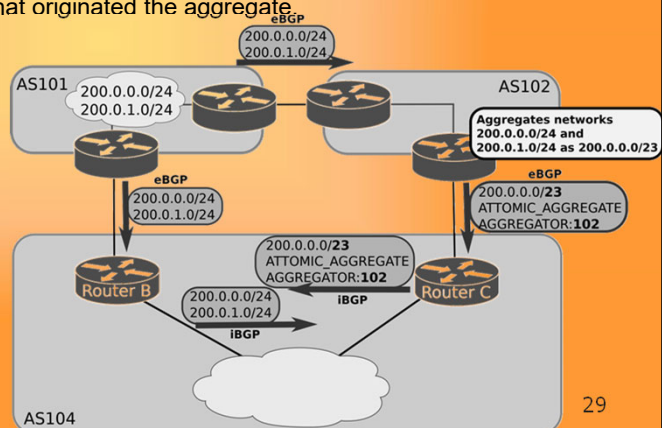 that originated the aggregate.
eBGP
200.0.0.0/24
200.0.1.0/24
AS101
200.0.0.0/24
200.0.1.0/24
AS102
Aggregates networks
200.0.0.0/24 and
200.0.1.0/24 as 200.0.0.0/23
eBGP
200.0.0.0/24
200.0.1.0/24
eBGP
200.0.0.0/23
ATTOMIC_AGGREGATE
AGGREGATOR:102
200.0.0.0/23
ATTOMIC_AGGREGATE
AGGREGATOR:102
iBGP
Router B
200.0.0.0/24
200.0.1.0/24
iBGP
Router C
AS104
29